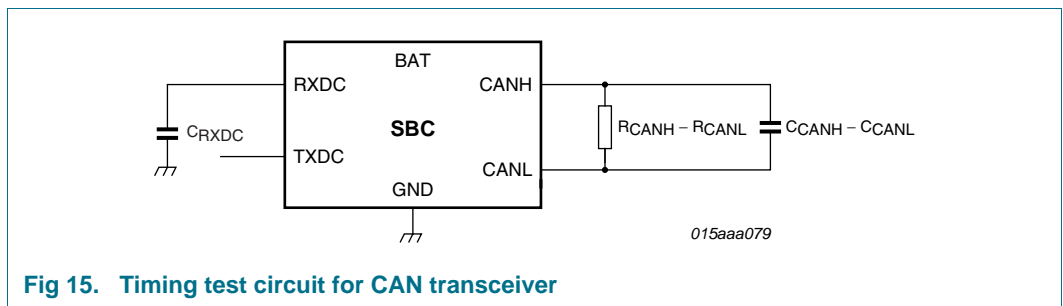 BAT
RXDC
CANH
CRXDC
SBC
RCANH – RCANL
CCANH – CCANL
TXDC
CANL
GND
015aaa079
Fig 15. Timing test circuit for CAN transceiver